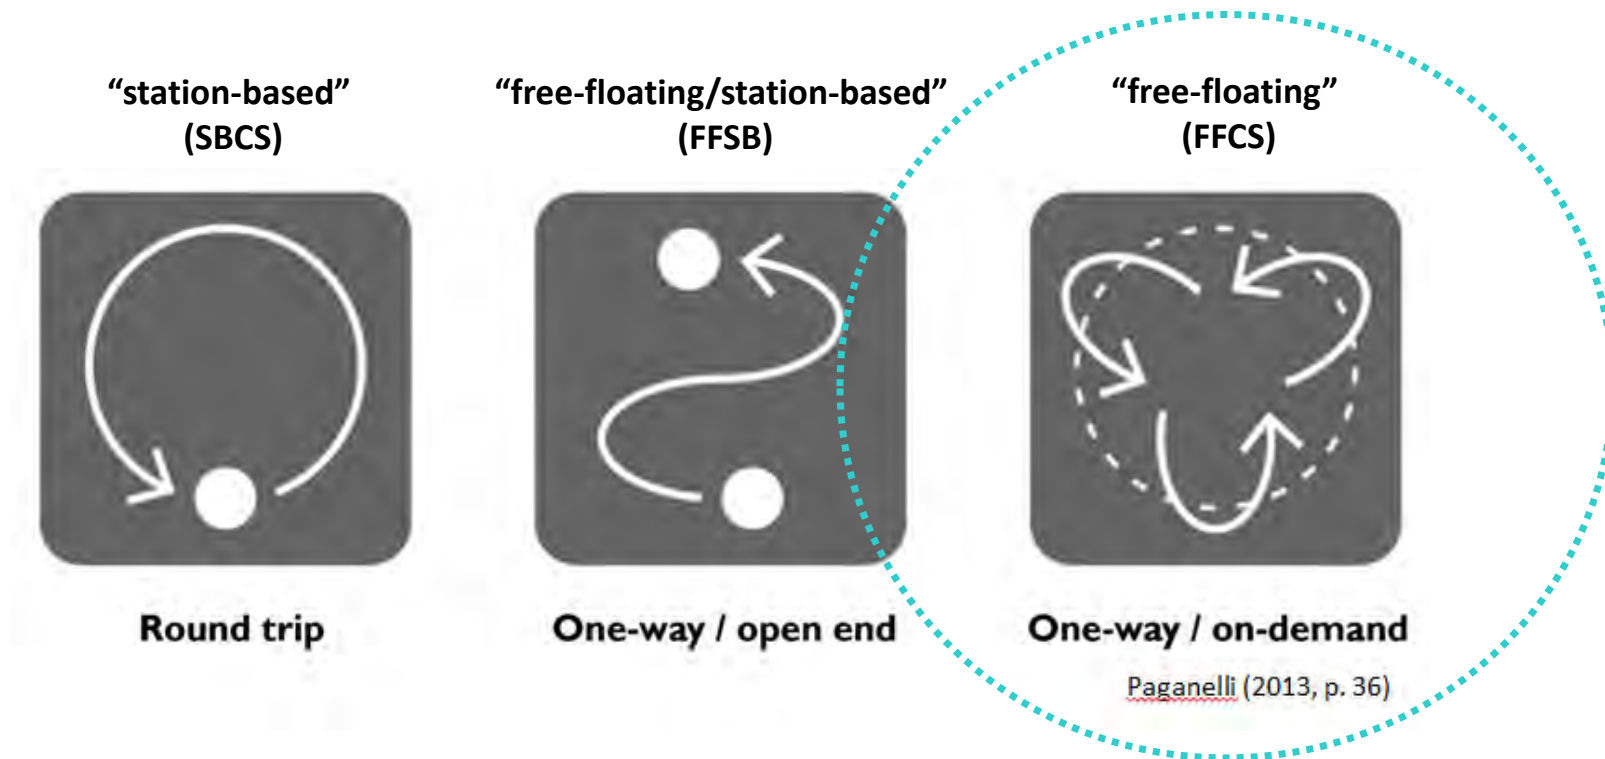 “station-based”
(SBCS)
“free-floating/station-based”
(FFSB)
“free-floating”
(FFCS)
Round trip
One-way / open end
One-way / on-demand
Paganelli (2013, p. 36)